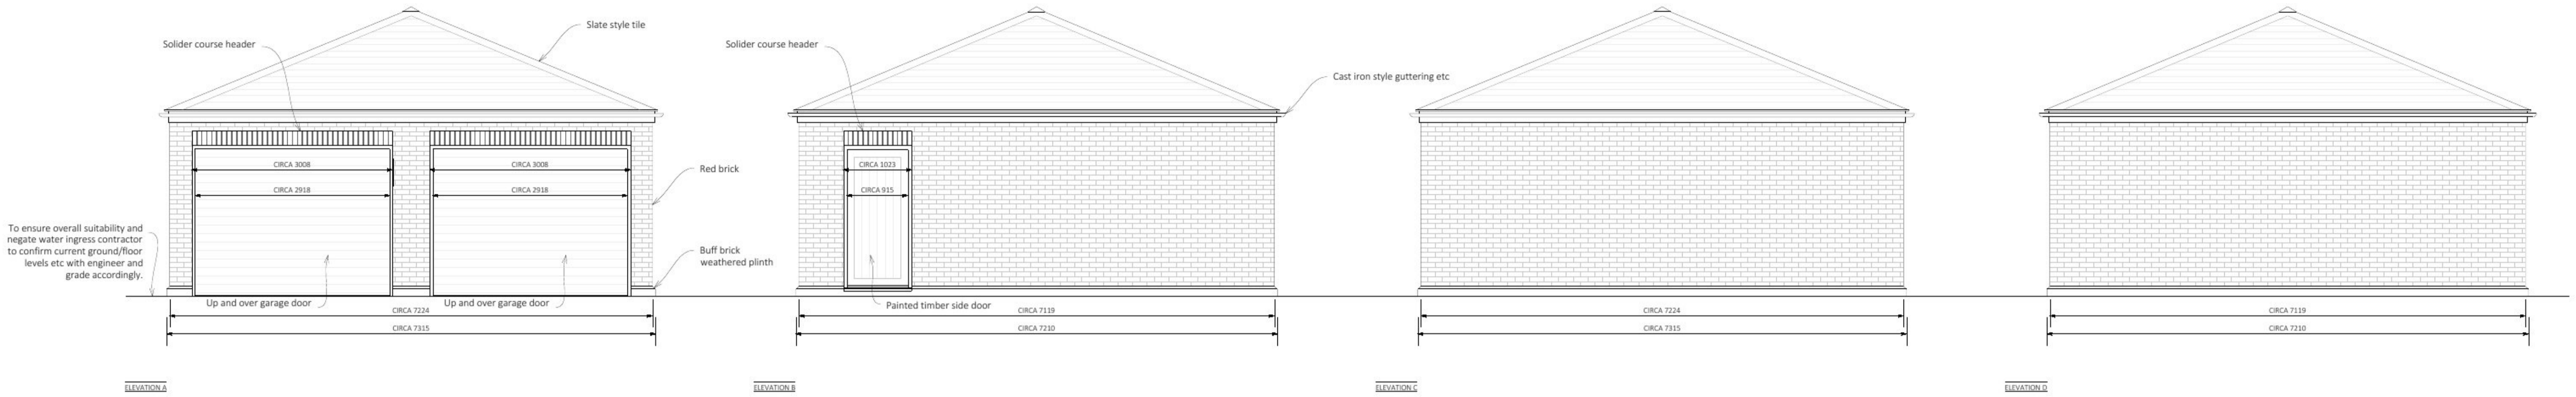 Slate style tile
Solider course header
CIRCA 3008
CIRCA 3008
CIRCA 2918
CIRCA 2918
Red brick
To ensure overall suitability and
negate water ingress contractor
to confirm current ground/floor
levels etc with engineer and
grade accordingly.
Buff brick
weathered plinth
Up and over garage door
Up and over garage door
CIRCA 7224
CIRCA 7315
ELEVATION A
Solider course header
Cast iron style guttering etc
CIRCA 1023
CIRCA 915
Painted timber side door
CIRCA 7119
CIRCA 7210
ELEVATION B
CIRCA 7224
CIRCA 7315
ELEVATION C
CIRCA 7119
CIRCA 7210
ELEVATION D